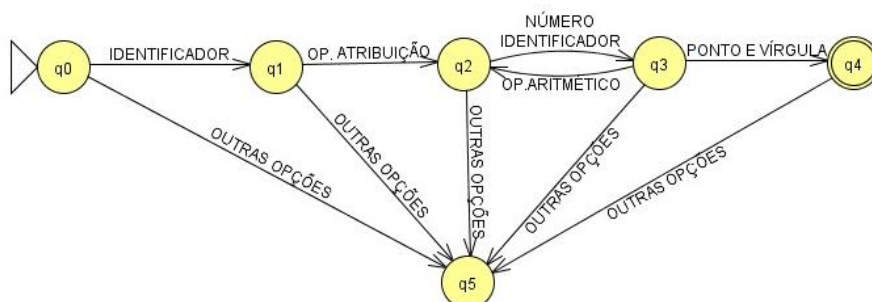 NÚMERO
IDENTIFICADOR OP. ATRIBUIÇÃO IDENTIFICADOR PONTO E VÍRGULA
q0 q1 q2 q3 q4
OP.ARITMÉTICO
OUTRAS OPÇÕES
OUTRAS OPÇÕES
OUTRAS OPÇÕES
OUTRAS OPÇÕES
OUTRAS OPÇÕES
q5